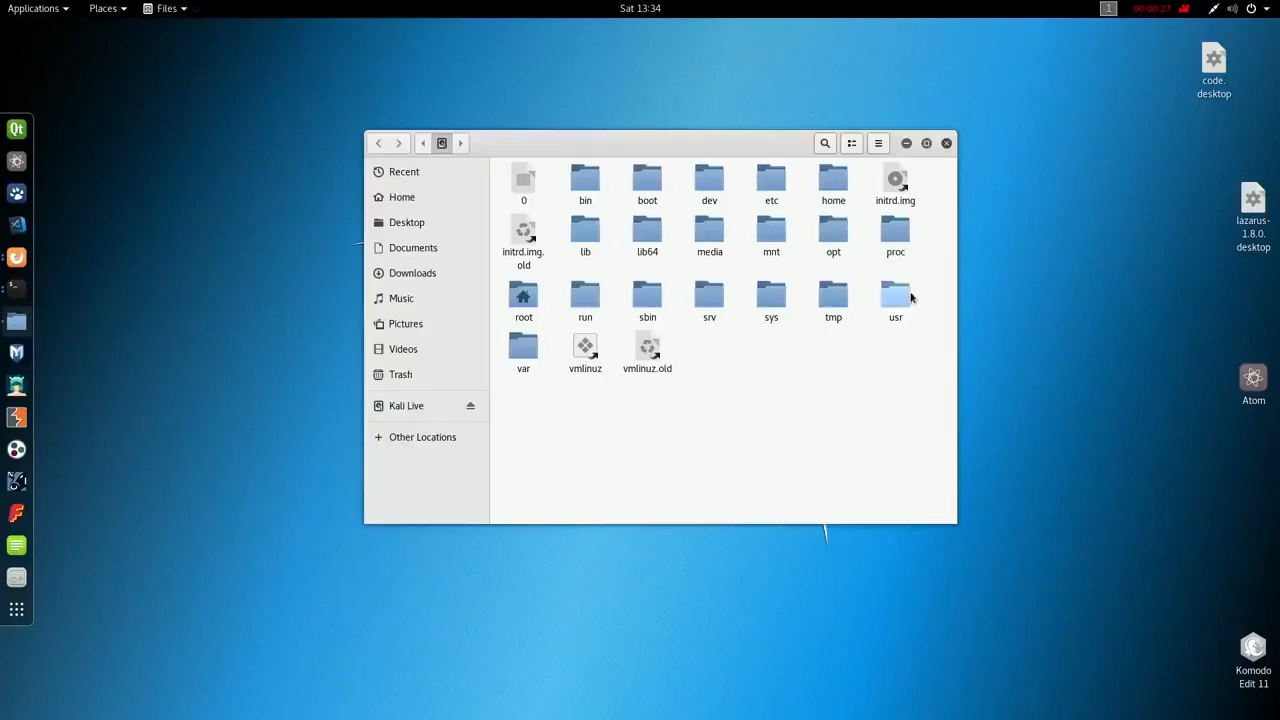 Applications Places Files Sat 13:34 1 00:00:27
code.
desktop
Qt
Recent
Home
Desktop
Documents
Downloads
Music
Pictures
Videos
Trash
Kali Live
Other Locations
0 bin boot dev etc home initrd.img
initrd.img.
old
lib lib64 media mnt opt proc
root run sbin srv sys tmp usr
var vmlinuz vmlinuz.old
lazarus-
1.8.0.
desktop
Atom
Komodo
Edit 11